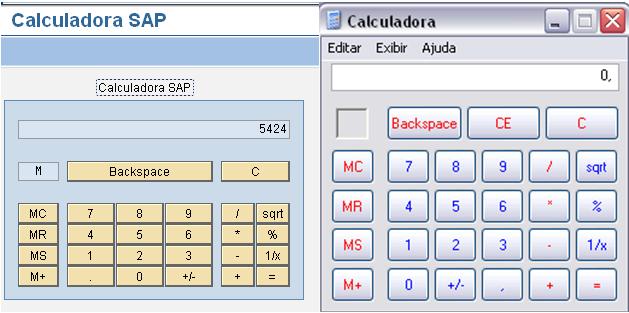 Calculadora SAP
Calculadora SAP
5424
M Backspace C
MC 7 8 9 / sqrt
MR 4 5 6 * %
MS 1 2 3 - 1/x
M+ . 0 +/- + =
Calculadora
Editar Exibir Ajuda
0,
Backspace CE C
MC 7 8 9 / sqrt
MR 4 5 6 * %
MS 1 2 3 - 1/x
M+ 0 +/- , + =